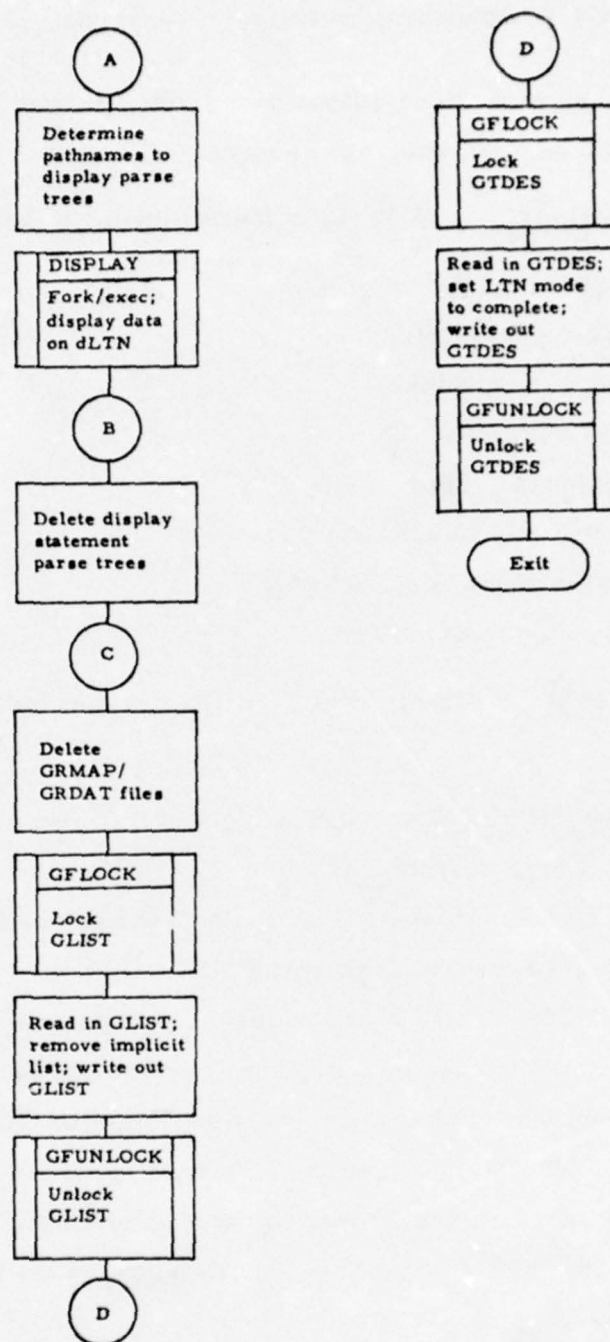 A
Determine
pathnames to
display parse
trees
DISPLAY
Fork/exec;
display data
on dLTN
B
Delete display
statement
parse trees
C
Delete
GRMAP/
GRDAT files
GFLOCK
Lock
GLIST
Read in GLIST;
remove implicit
list; write out
GLIST
GFUNLOCK
Unlock
GLIST
D
D
GFLOCK
Lock
GTDES
Read in GTDES;
set LTN mode
to complete;
write out
GTDES
GFUNLOCK
Unlock
GTDES
Exit